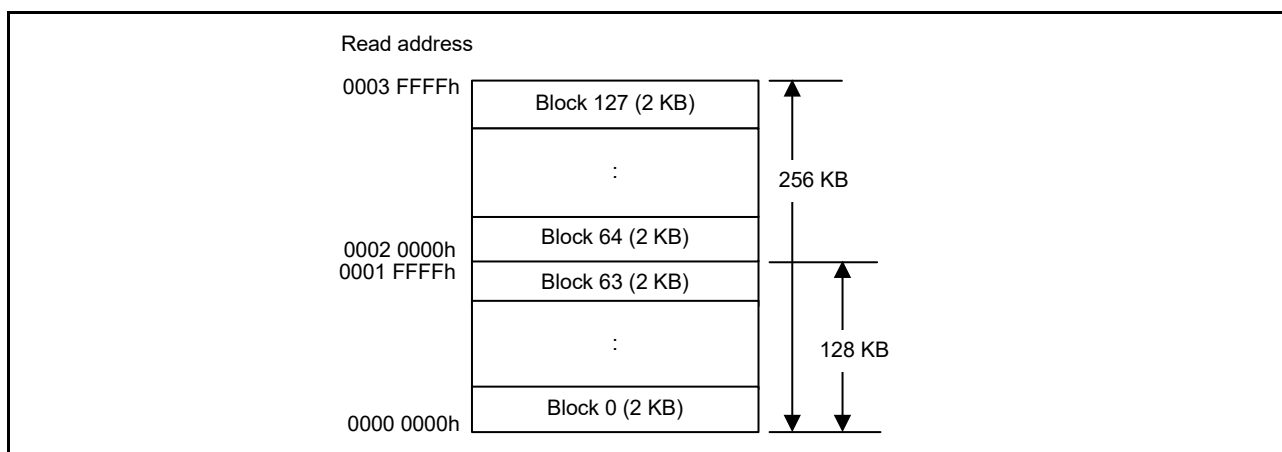 Read address
0003 FFFFh
Block 127 (2 KB)
:
256 KB
Block 64 (2 KB)
0002 0000h
0001 FFFFh
Block 63 (2 KB)
:
128 KB
Block 0 (2 KB)
0000 0000h